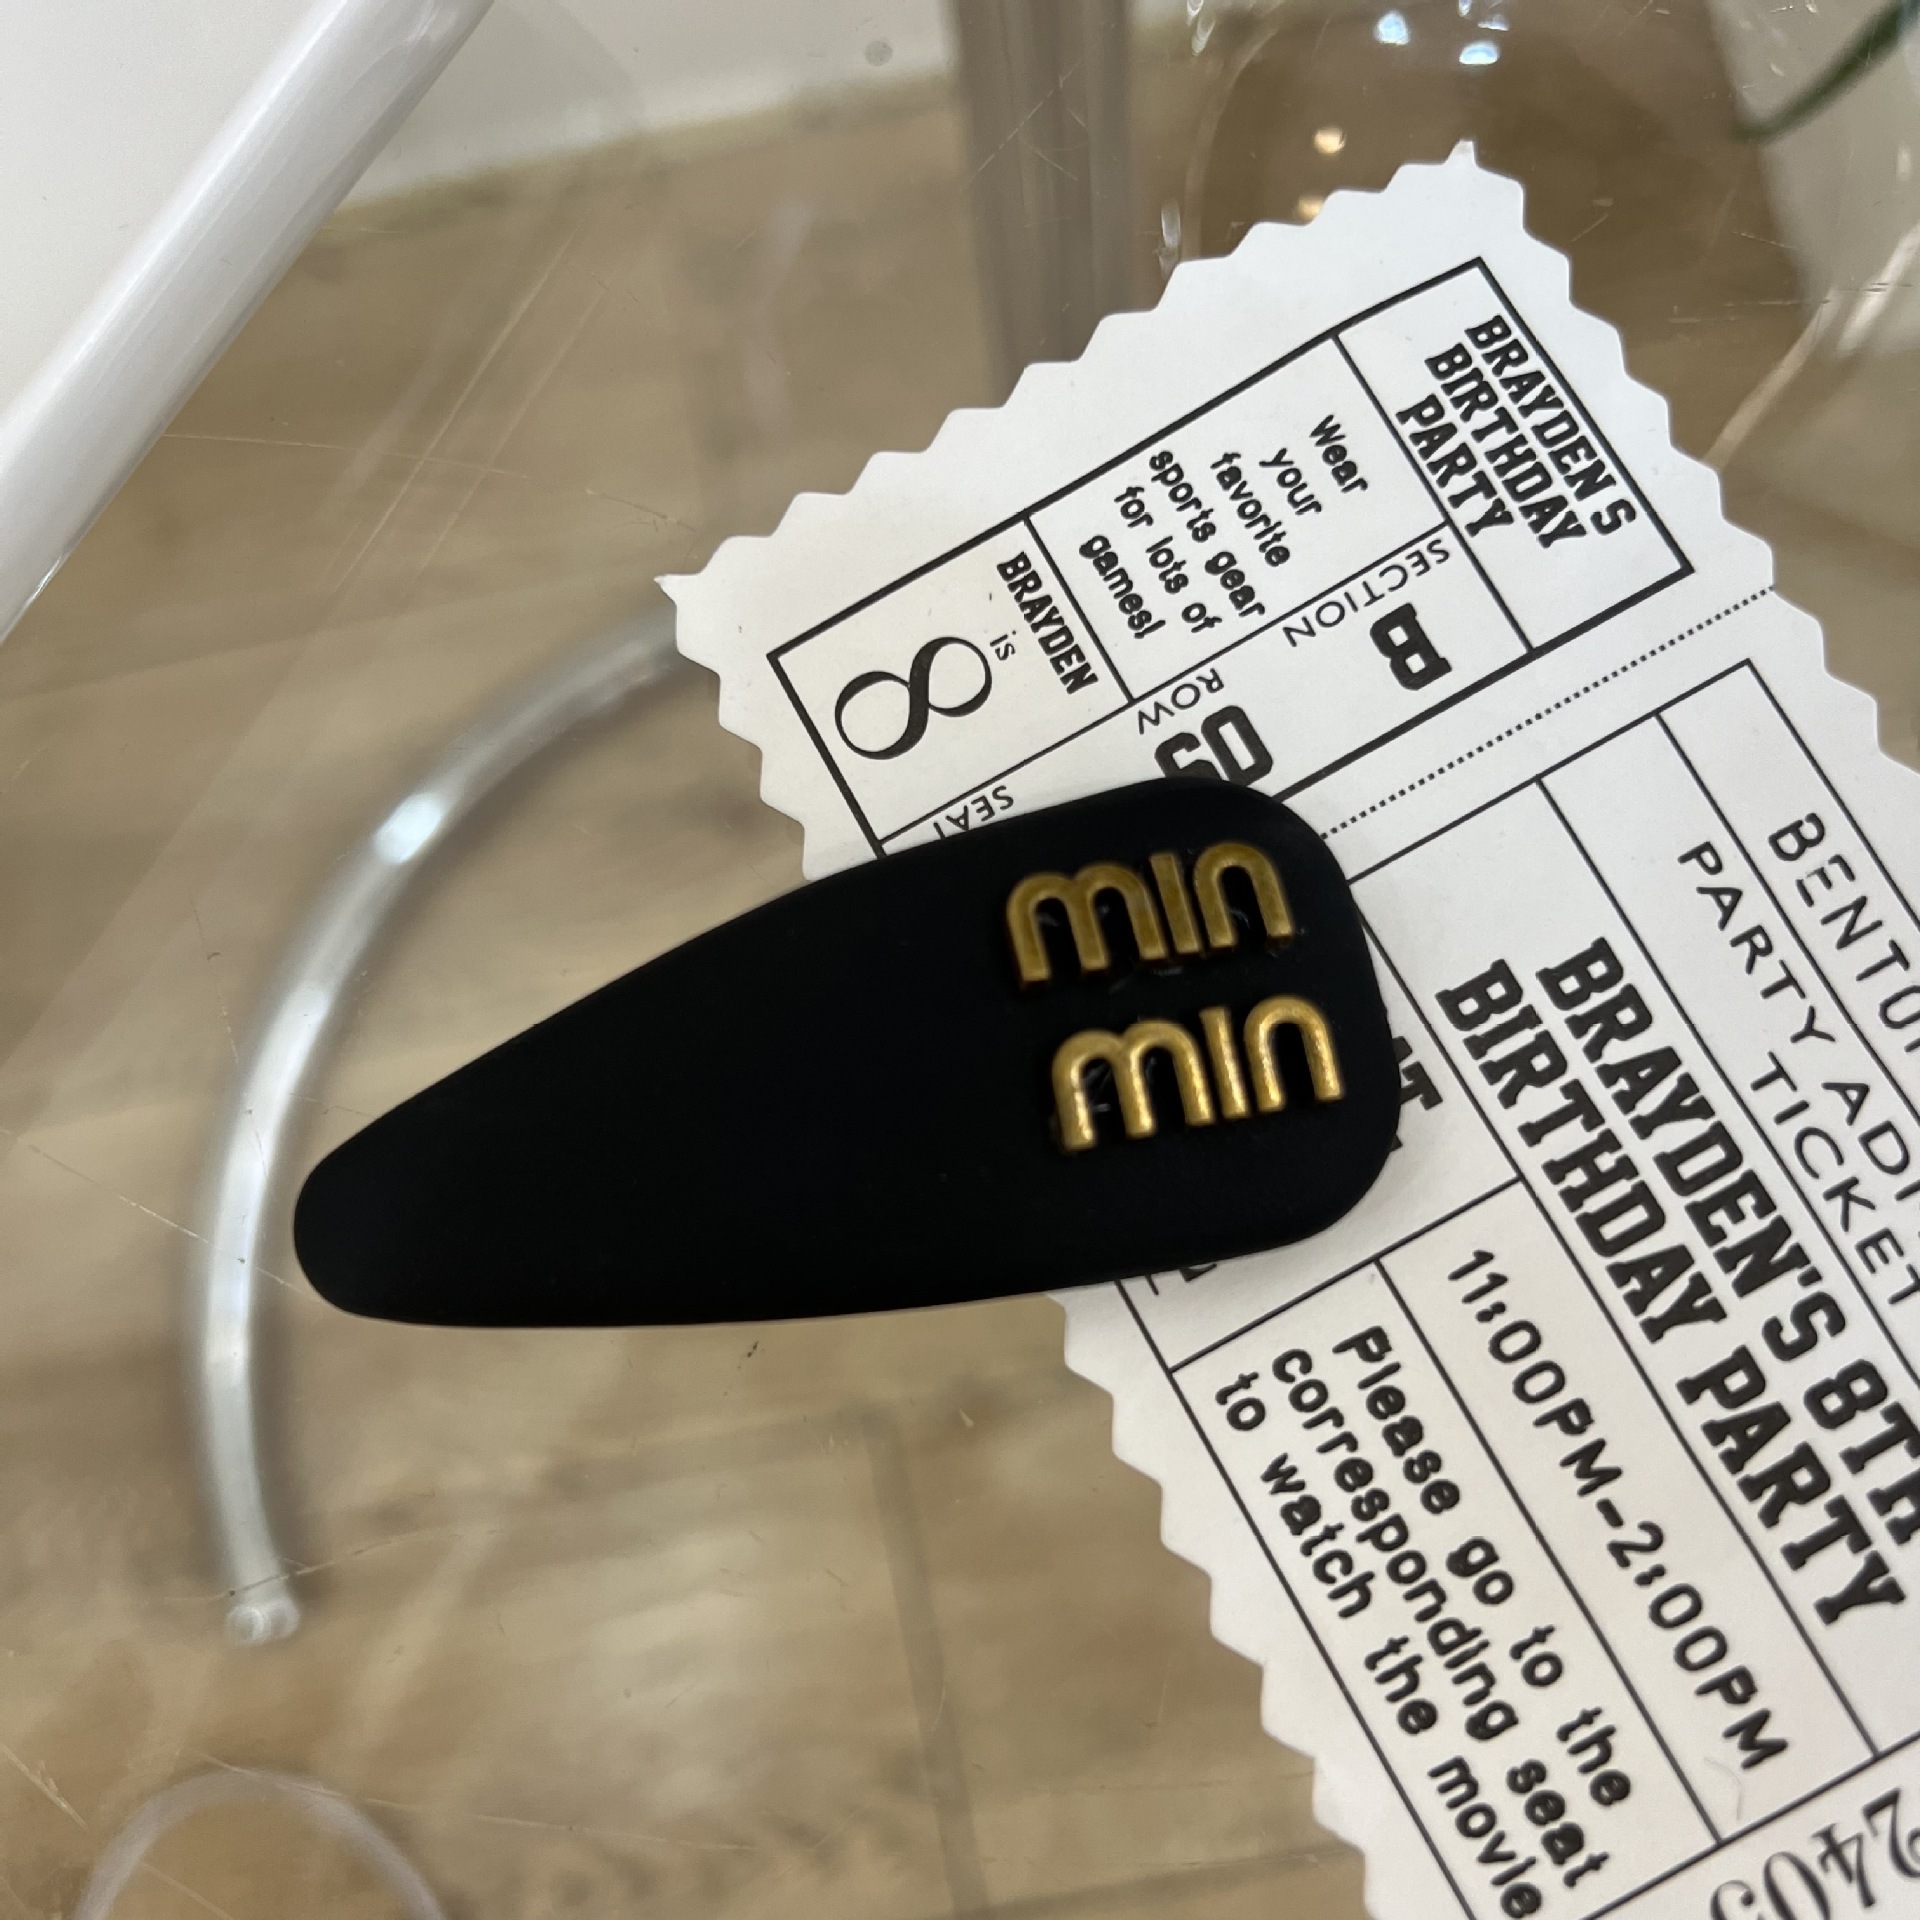 BRAYDEN'S
BIRTHDAY
PARTY
Wear
your
favorite
sports gear
for lots of
games!
BRAYDEN
is
8
SECTION
B
ROW
SEAT
min
min
PARTY
TICKET
BRAYDEN'S 8TH
BIRTHDAY PARTY
11:00PM-2:00PM
Please go to the
corresponding seat
to watch the movie